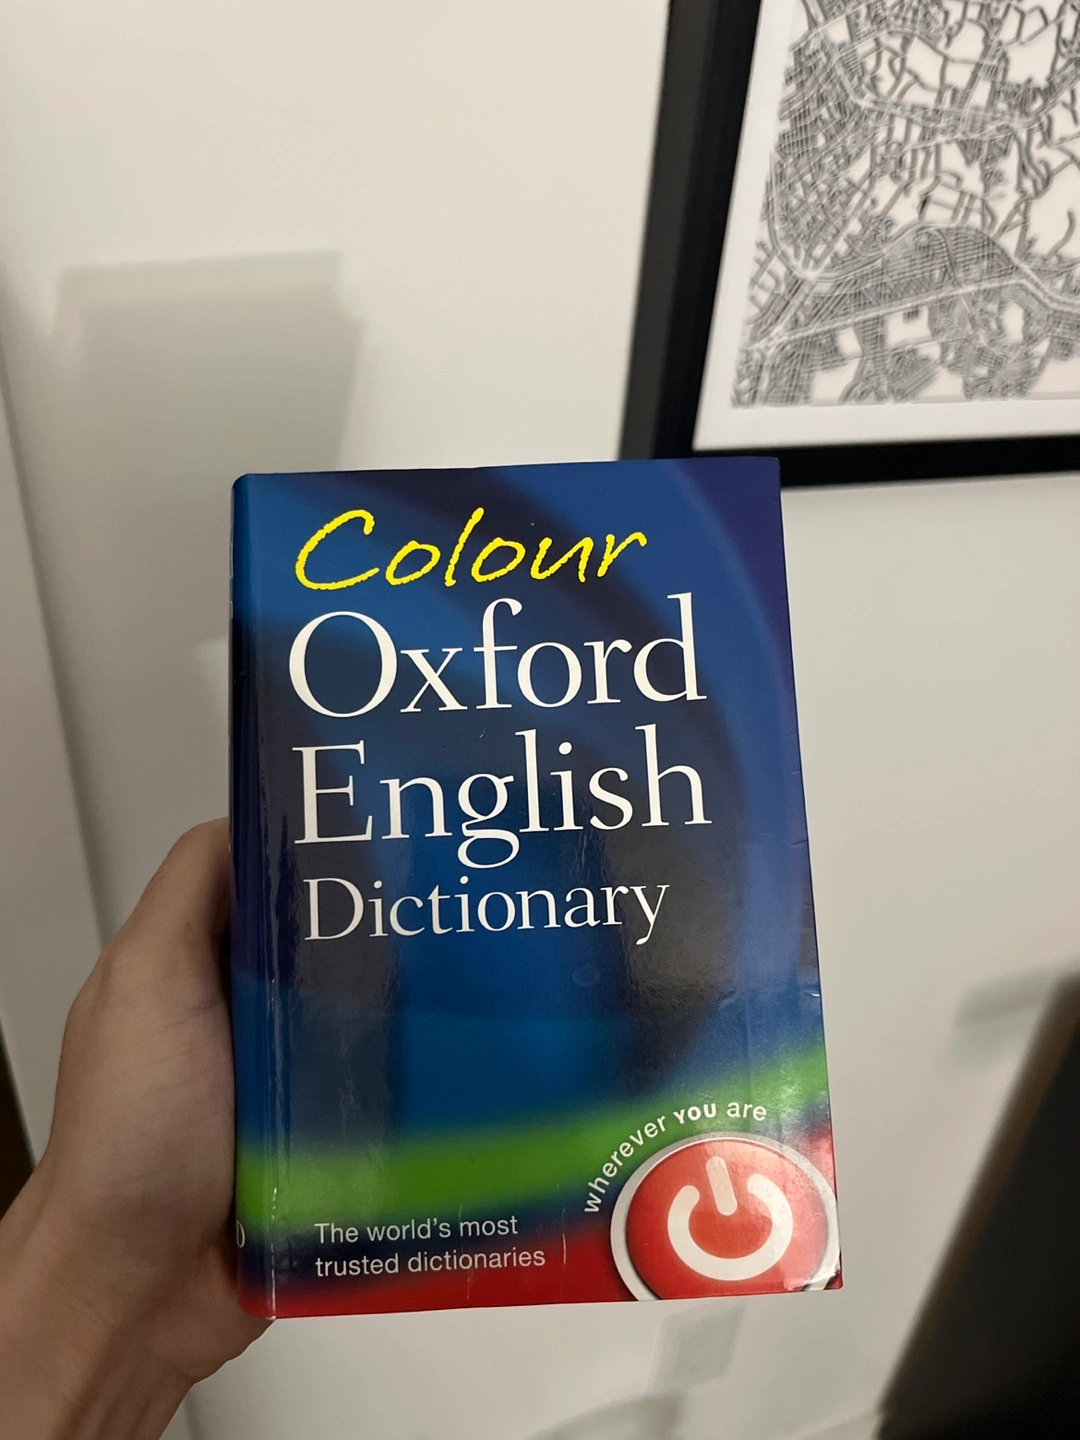 Colour
Oxford
English
Dictionary
wherever YOU are
The world's most
trusted dictionaries